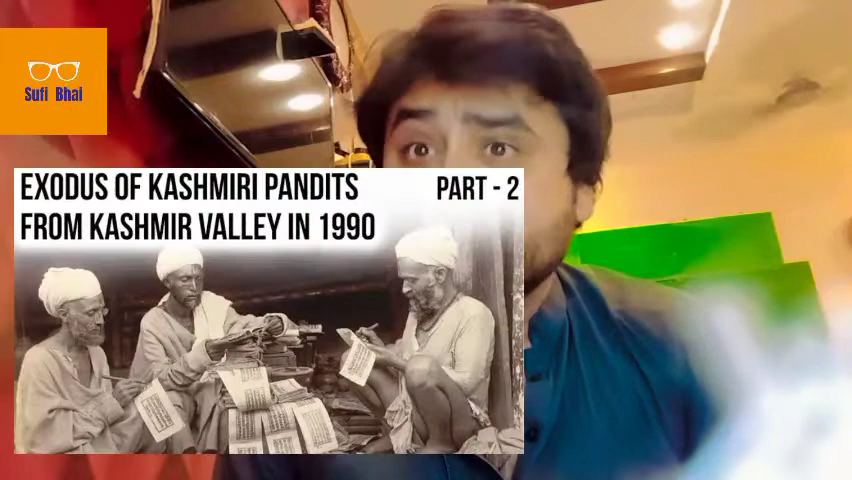 Sufi Bhai
EXODUS OF KASHMIRI PANDITS
PART - 2
FROM KASHMIR VALLEY IN 1990